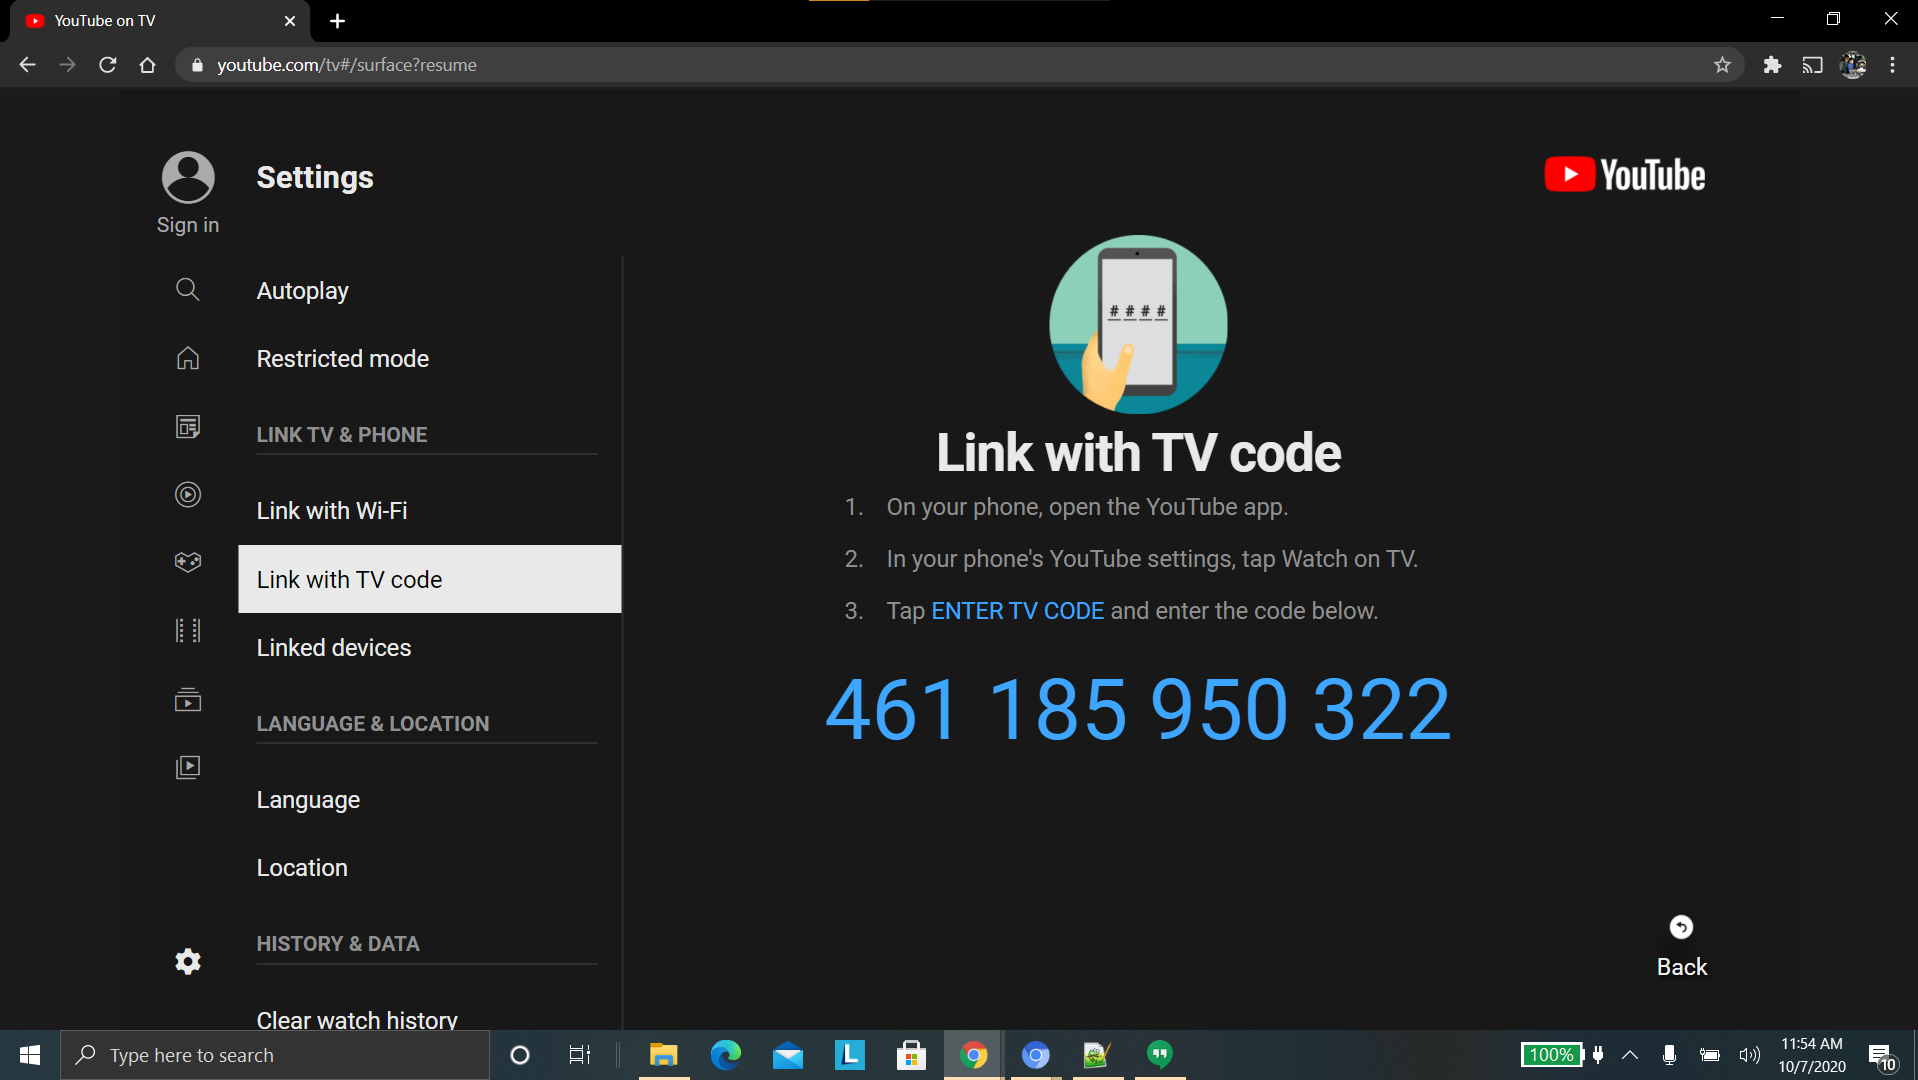 YouTube on TV
youtube.com/tv#/surface?resume
Settings
YouTube
Sign in
Autoplay
Restricted mode
LINK TV & PHONE
Link with Wi-Fi
Link with TV code
Linked devices
LANGUAGE & LOCATION
Language
Location
HISTORY & DATA
Clear watch history
# # # #
Link with TV code
1. On your phone, open the YouTube app.
2. In your phone's YouTube settings, tap Watch on TV.
3. Tap ENTER TV CODE and enter the code below.
461 185 950 322
Back
Type here to search
L
100%
11:54 AM
10/7/2020
10